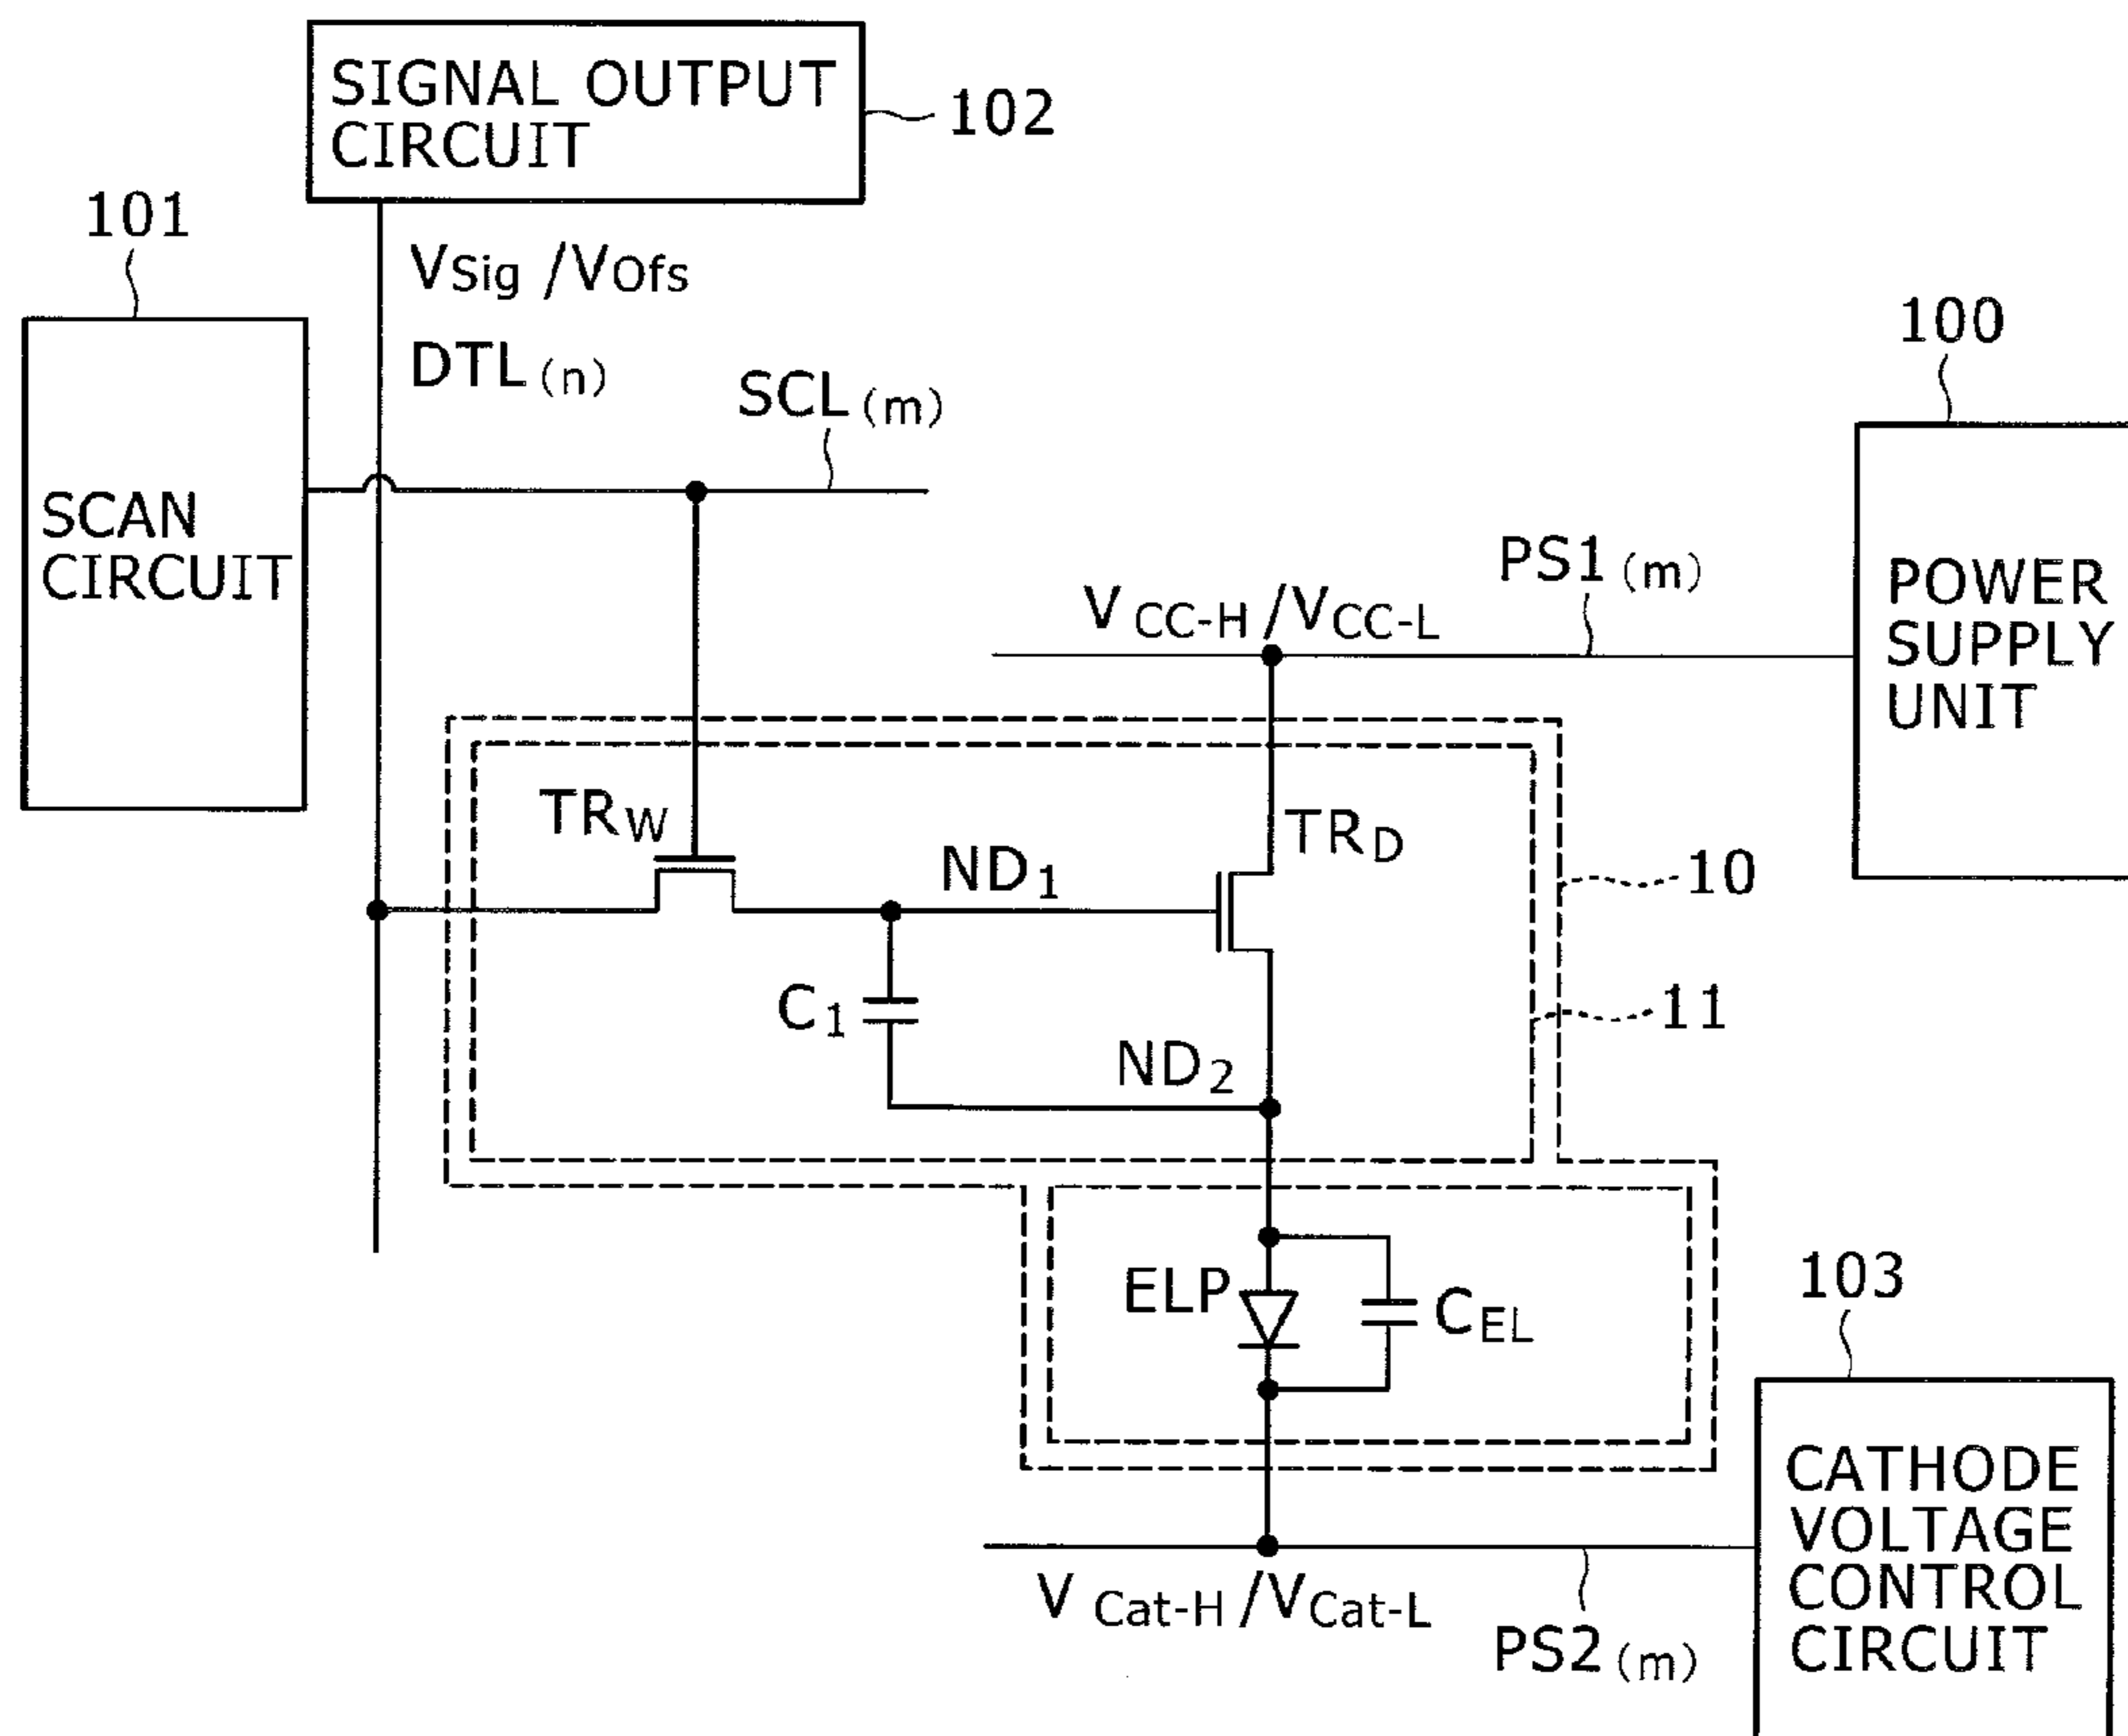 SIGNAL OUTPUT
CIRCUIT
102
101
VSig /VOfs
DTL(n)
SCL(m)
100
SCAN
CIRCUIT
PS1(m)
VCC-H /VCC-L
POWER
SUPPLY
UNIT
TRW
TRD
ND1
10
C1
11
ND2
ELP
CEL
103
CATHODE
VOLTAGE
CONTROL
CIRCUIT
VCat-H /VCat-L
PS2(m)